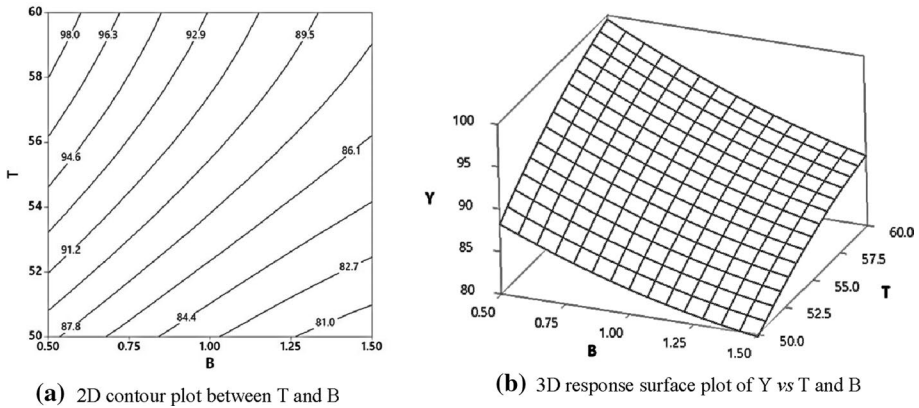 60
98.0 96.3 92.9 89.5
58
56
94.6
86.1
T
54
91.2
52
82.7
87.8 84.4 81.0
50
0.50 0.75 1.00 1.25 1.50
B
(a) 2D contour plot between T and B
100
95
Y
90
85
80
0.50
0.75
1.00
1.25
1.50
B
60.0
57.5
55.0
T
52.5
50.0
(b) 3D response surface plot of Y vs T and B